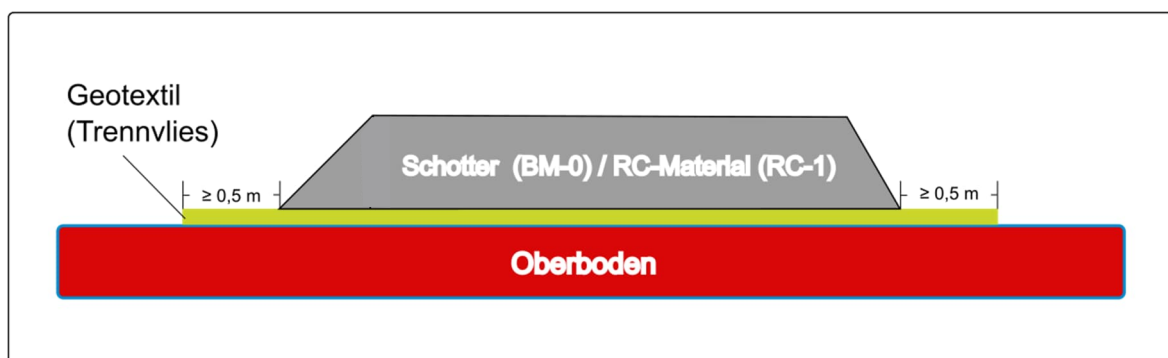 Geotextil
(Trennvlies)
Schotter (BM-0) / RC-Material (RC-1)
≥ 0,5 m
≥ 0,5 m
Oberboden